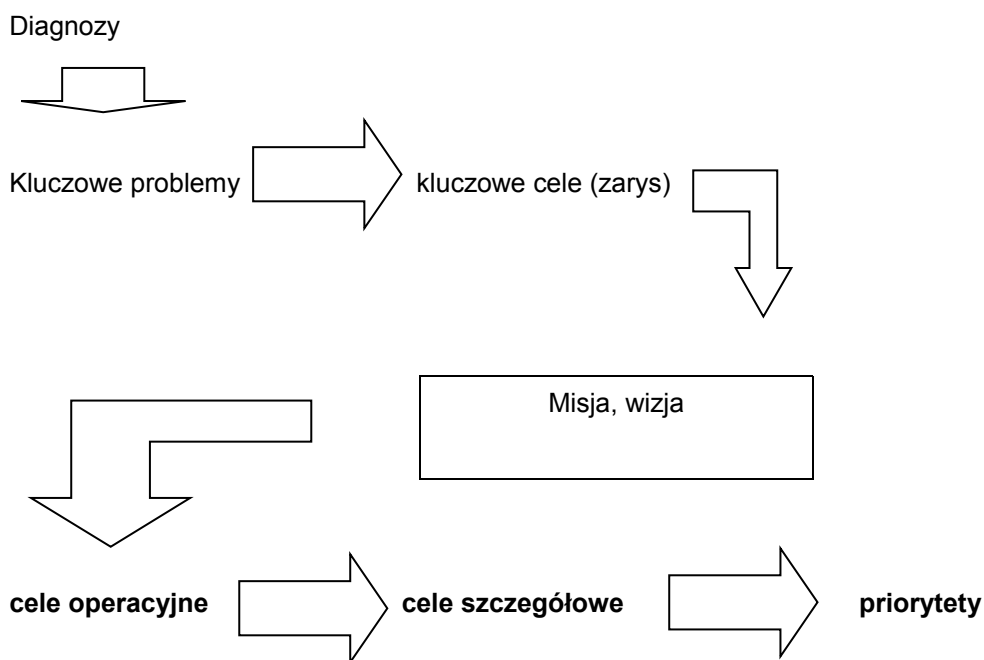 Diagnozy
Kluczowe problemy
kluczowe cele (zarys)
Misja, wizja
cele operacyjne
cele szczegółowe
priorytety